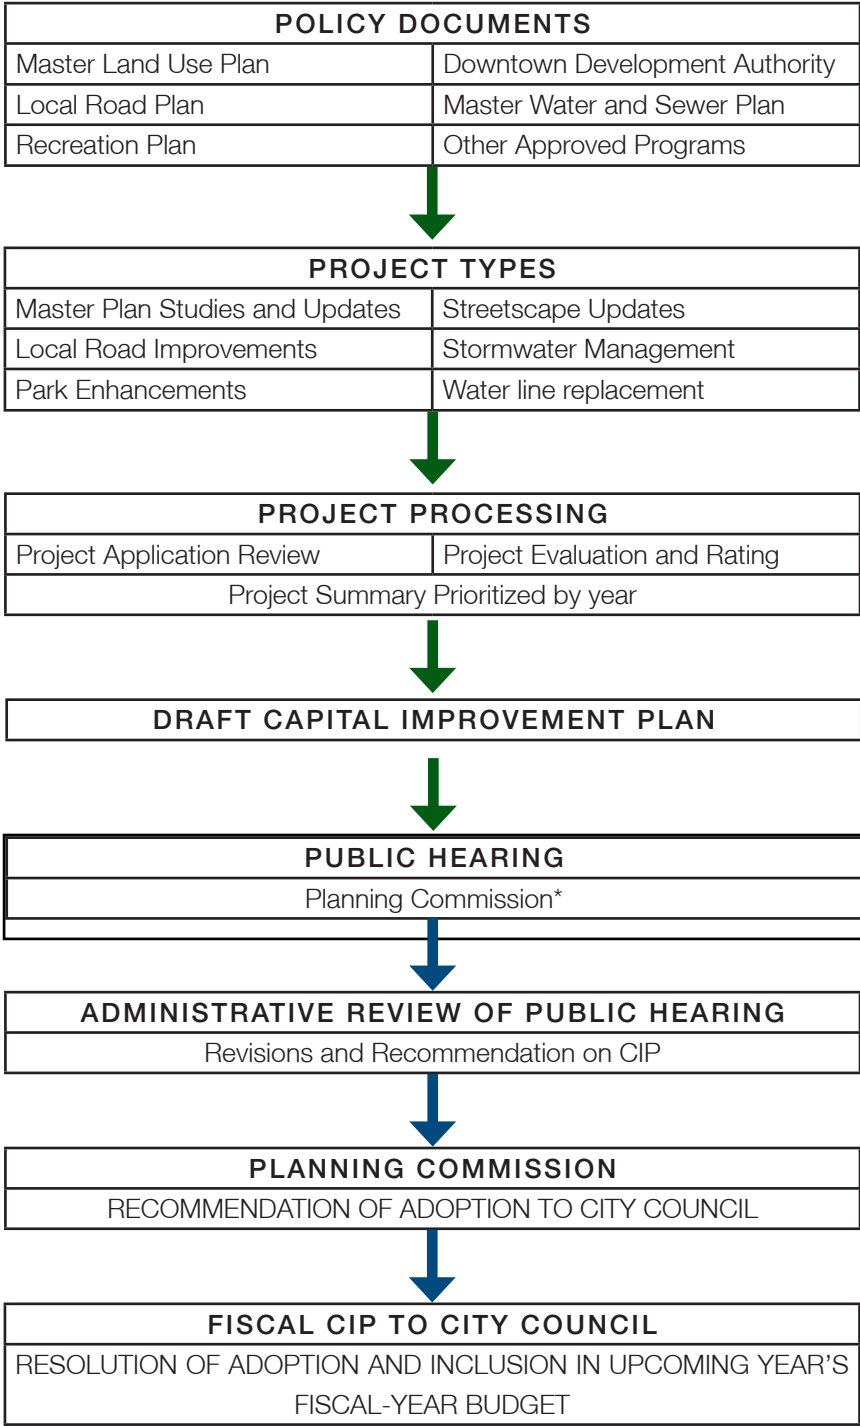 POLICY DOCUMENTS
Master Land Use Plan
Downtown Development Authority
Local Road Plan
Master Water and Sewer Plan
Recreation Plan
Other Approved Programs
PROJECT TYPES
Master Plan Studies and Updates
Streetscape Updates
Local Road Improvements
Stormwater Management
Park Enhancements
Water line replacement
PROJECT PROCESSING
Project Application Review
Project Evaluation and Rating
Project Summary Prioritized by year
DRAFT CAPITAL IMPROVEMENT PLAN
PUBLIC HEARING
Planning Commission*
ADMINISTRATIVE REVIEW OF PUBLIC HEARING
Revisions and Recommendation on CIP
PLANNING COMMISSION
RECOMMENDATION OF ADOPTION TO CITY COUNCIL
FISCAL CIP TO CITY COUNCIL
RESOLUTION OF ADOPTION AND INCLUSION IN UPCOMING YEAR’S
FISCAL-YEAR BUDGET